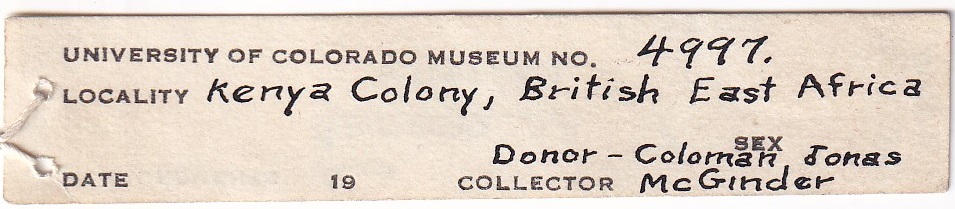 UNIVERSITY OF COLORADO MUSEUM NO. 4997.
LOCALITY Kenya Colony, British East Africa
SEX
Donor - Coloman, Jonas
DATE 19 COLLECTOR McGinder